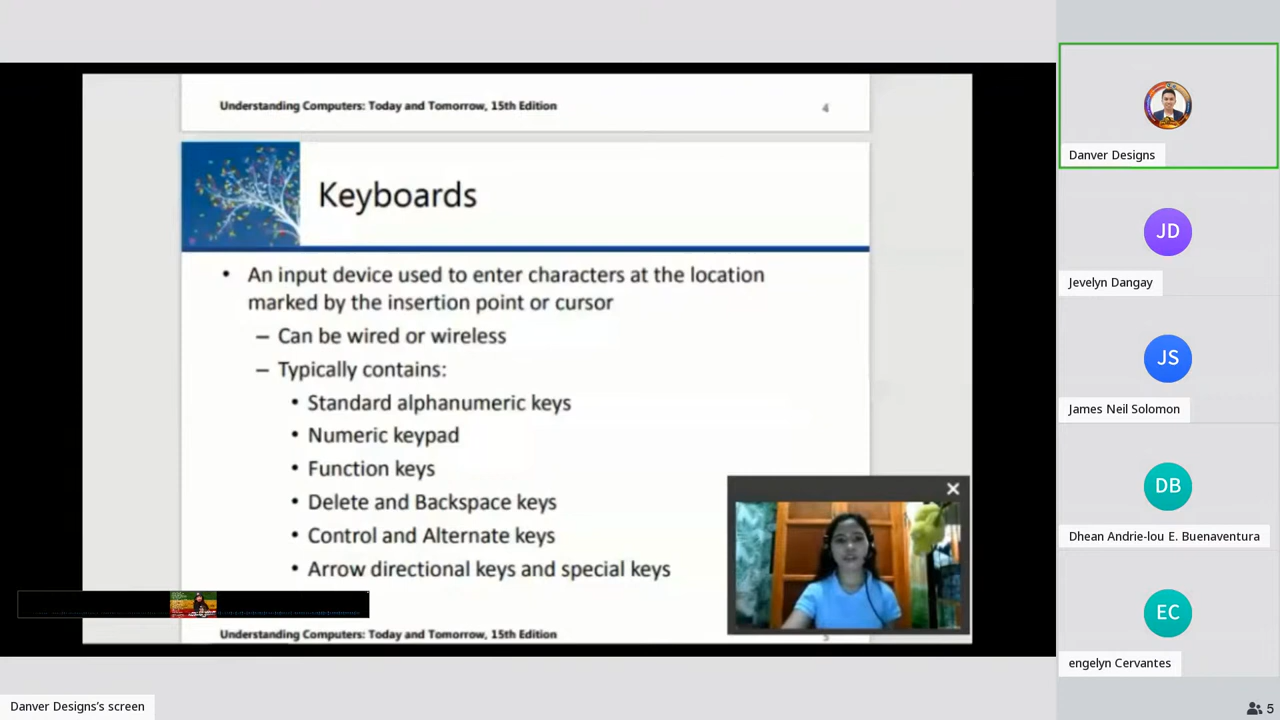 Understanding Computers: Today and Tomorrow, 15th Edition
4
Keyboards
• An input device used to enter characters at the location
marked by the insertion point or cursor
– Can be wired or wireless
– Typically contains:
• Standard alphanumeric keys
• Numeric keypad
• Function keys
• Delete and Backspace keys
• Control and Alternate keys
• Arrow directional keys and special keys
Understanding Computers: Today and Tomorrow, 15th Edition
Danver Designs's screen
Danver Designs
JD
Jevelyn Dangay
JS
James Neil Solomon
DB
Dhean Andrie-lou E. Buenaventura
EC
engelyn Cervantes
5